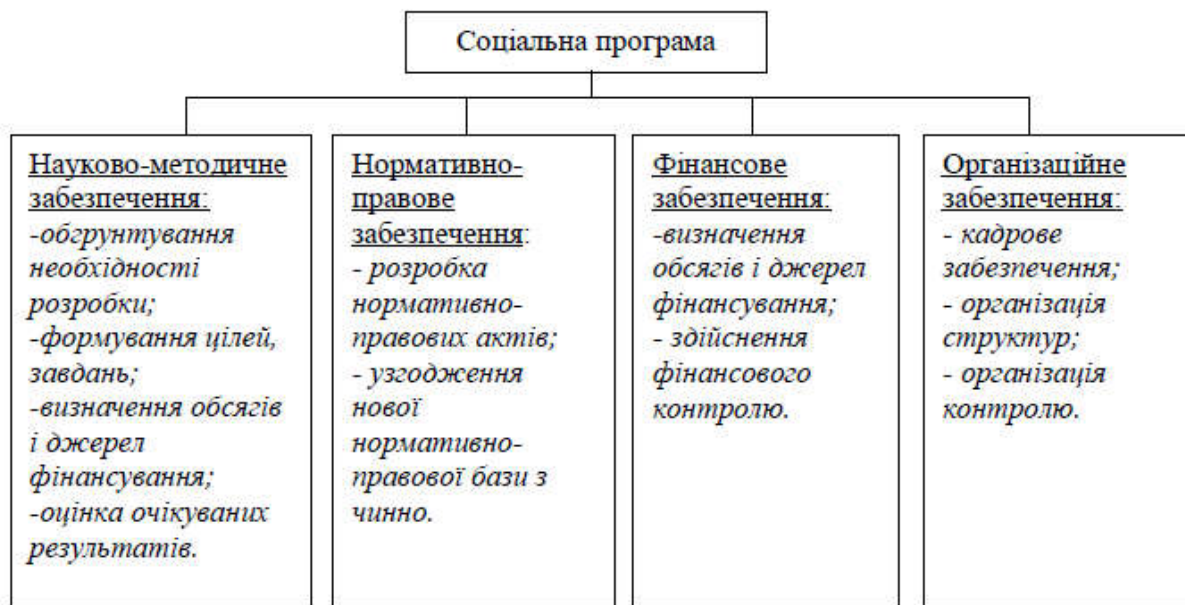 Соціальна програма
Науково-методичне
забезпечення:
-обгрунтування
необхідності
розробки;
-формування цілей,
завдань;
-визначення обсягів
і джерел
фінансування;
-оцінка очікуваних
результатів.
Нормативно-
правове
забезпечення:
- розробка
нормативно-
правових актів;
- узгодження
нової
нормативно-
правової бази з
чинно.
Фінансове
забезпечення:
-визначення
обсягів і джерел
фінансування;
- здійснення
фінансового
контролю.
Організаційне
забезпечення:
- кадрове
забезпечення;
- організація
структур;
- організація
контролю.